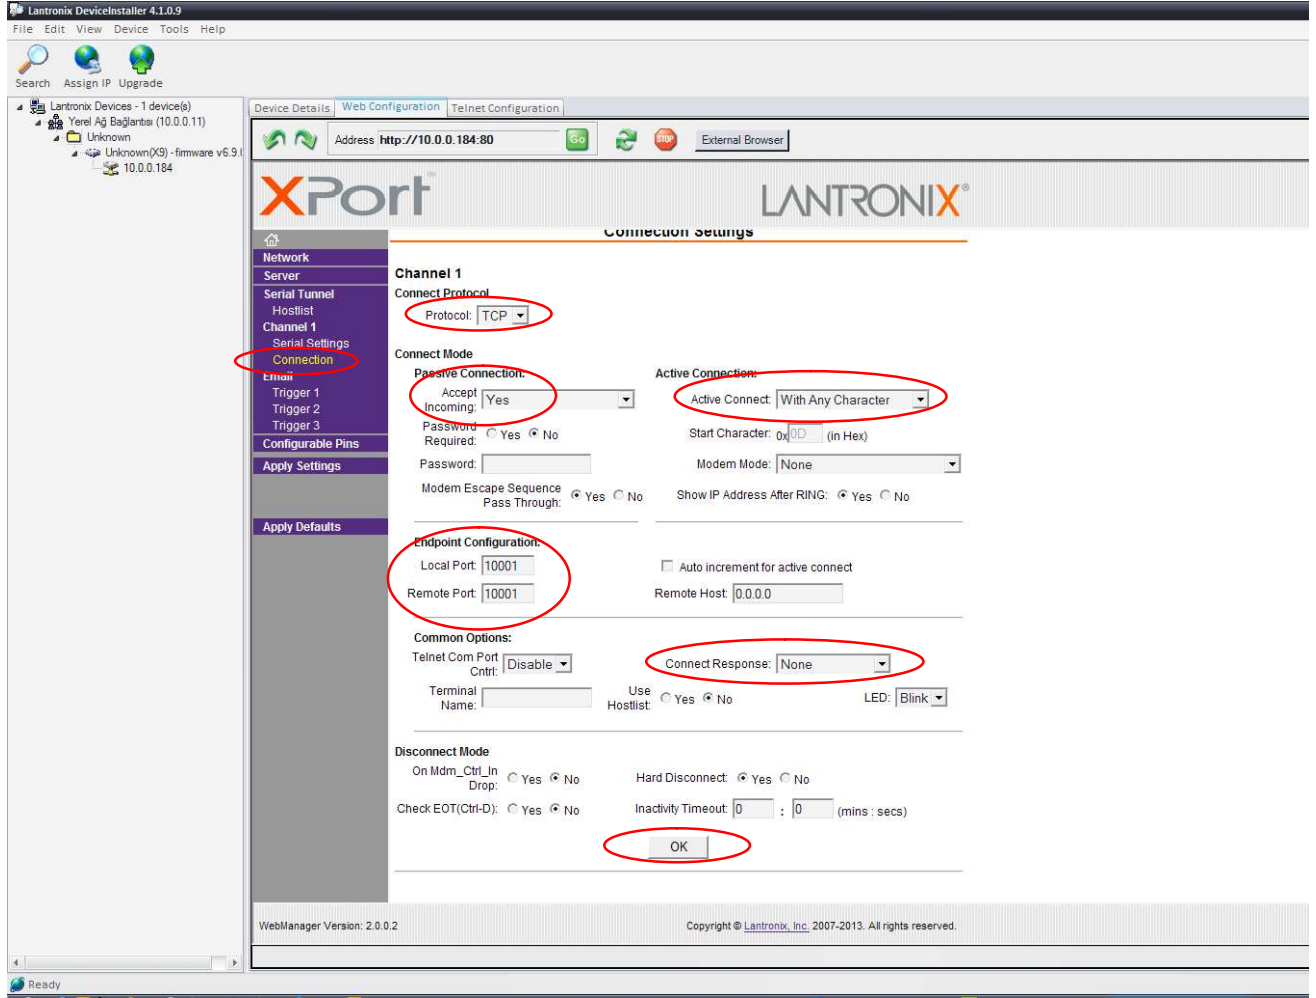 Lantronix DeviceInstaller 4.1.0.9
File Edit View Device Tools Help
Search Assign IP Upgrade
Lantronix Devices - 1 device(s)
Yerel Ağ Bağlantısı (10.0.0.11)
Unknown
Unknown(X9) - firmware v6.9.
10.0.0.184
Device Details Web Configuration Telnet Configuration
Address http://10.0.0.184:80 Go STOP External Browser
XPort® LANTRONIX®
Connection Settings
Network
Server
Serial Tunnel
Hostlist
Channel 1
Serial Settings
Connection
Email
Trigger 1
Trigger 2
Trigger 3
Configurable Pins
Apply Settings
Apply Defaults
Channel 1
Connect Protocol
Protocol: TCP
Connect Mode
Passive Connection: Active Connection:
Accept Incoming: Yes Active Connect: With Any Character
Password Required: Yes No Start Character: 0x 0D (in Hex)
Password: Modem Mode: None
Modem Escape Sequence Pass Through: Yes No Show IP Address After RING: Yes No
Endpoint Configuration:
Local Port: 10001 Auto increment for active connect
Remote Port: 10001 Remote Host: 0.0.0.0
Common Options:
Telnet Com Port Cntrl: Disable Connect Response: None
Terminal Name: Use Hostlist: Yes No LED: Blink
Disconnect Mode
On Mdm_Ctrl_In Drop: Yes No Hard Disconnect: Yes No
Check EOT(Ctrl-D): Yes No Inactivity Timeout: 0 : 0 (mins : secs)
OK
WebManager Version: 2.0.0.2 Copyright © Lantronix, Inc. 2007-2013. All rights reserved.
Ready